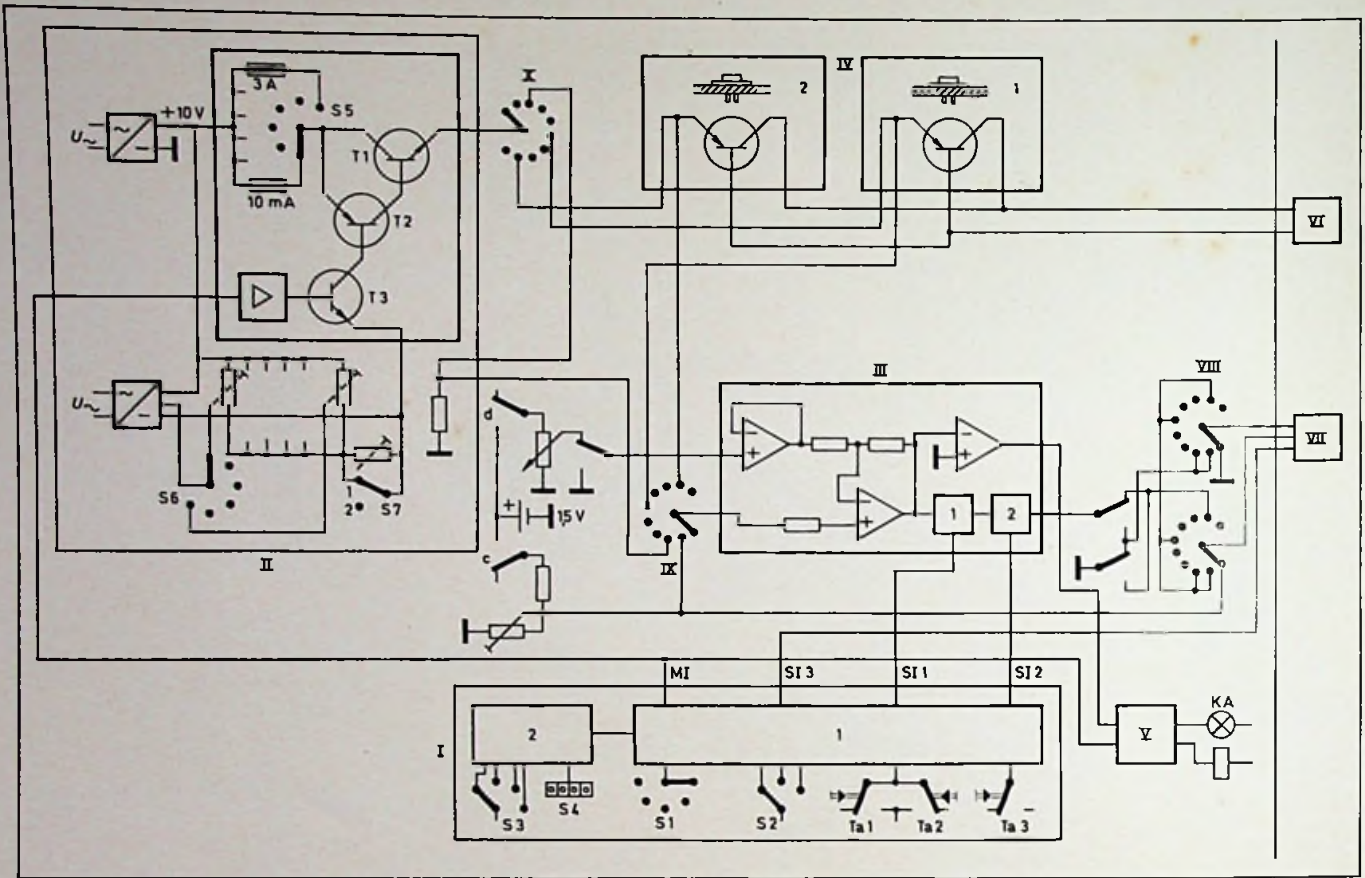 3 A
S5
+10 V
U~
~
–
10 mA
T1
T2
T3
U~
~
–
S6
1
2
S7
II
X
2
IV
1
VI
d
+
1,5 V
c
IX
III
–
+
–
+
–
+
1
2
VIII
VII
MI
SI 3
SI 1
SI 2
I
2
1
S3
S4
S1
S2
Ta 1
Ta 2
Ta 3
V
KA